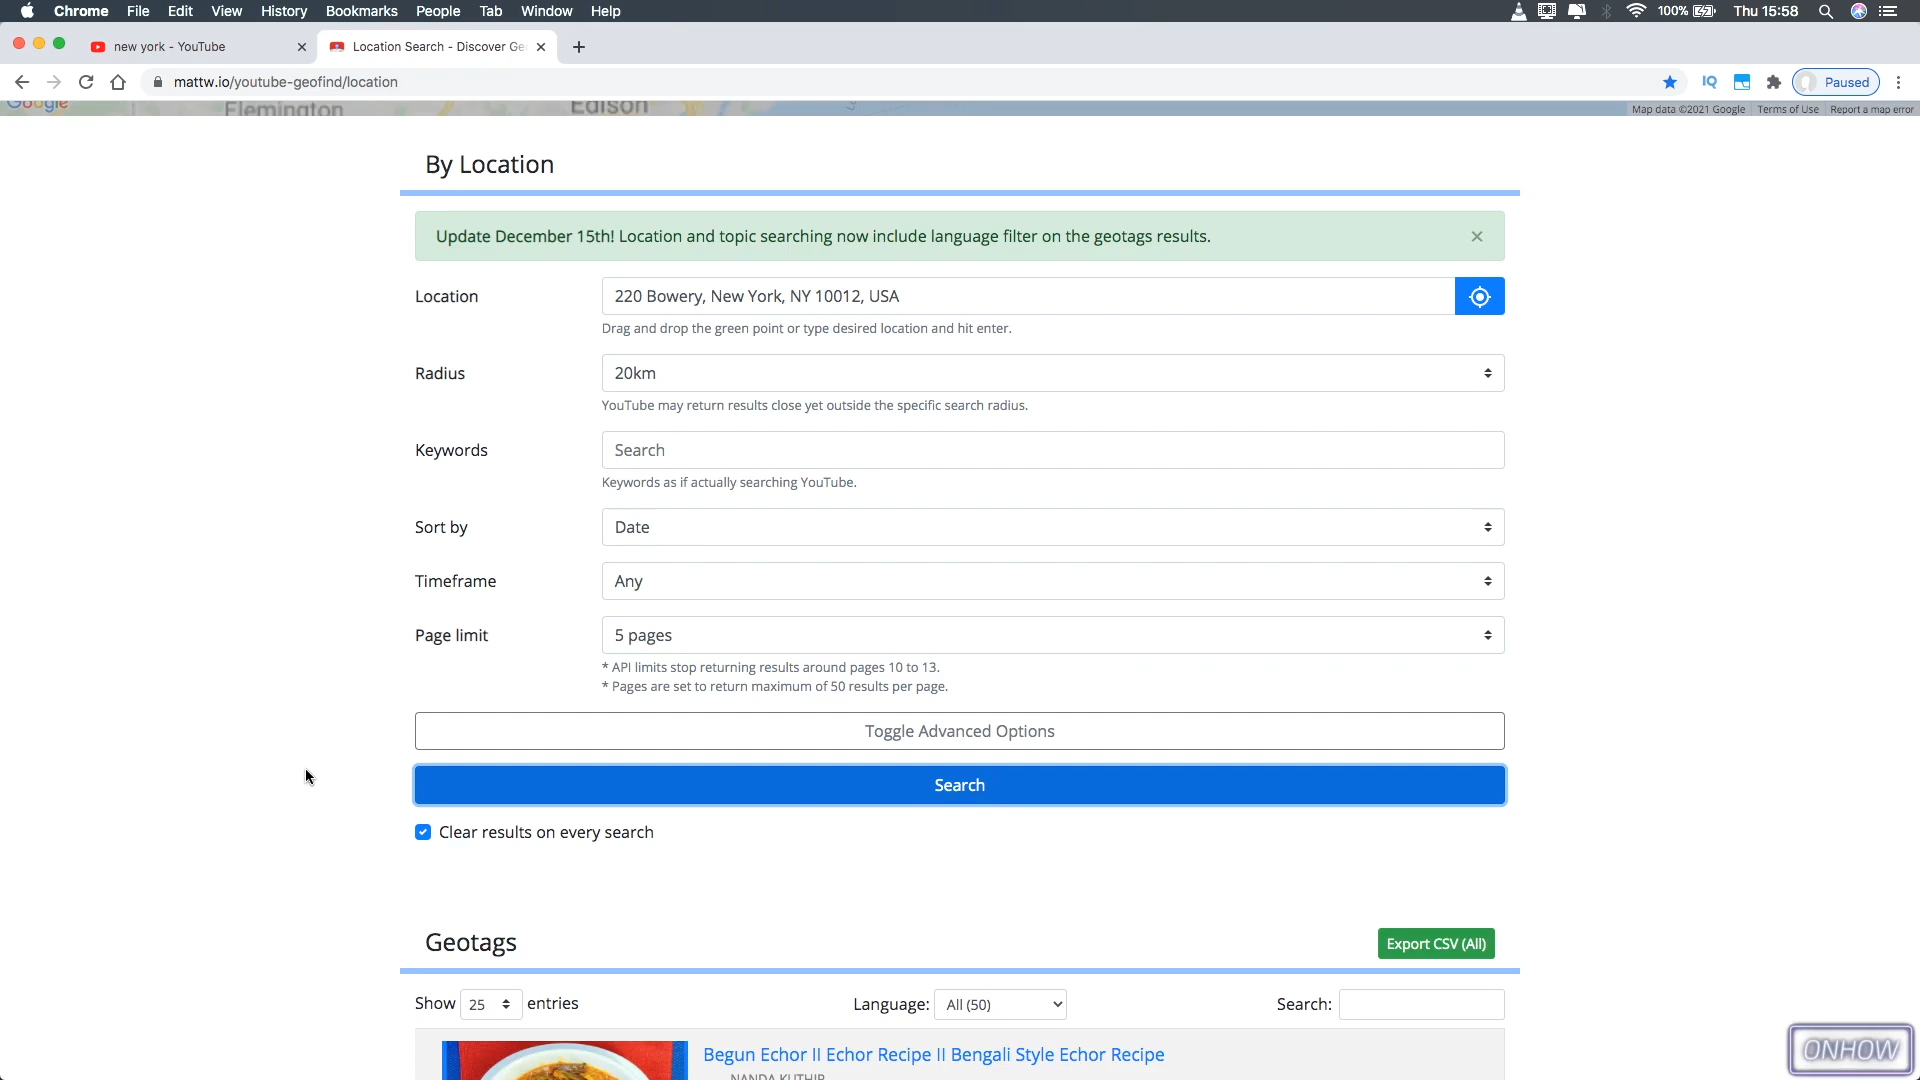 Chrome File Edit View History Bookmarks People Tab Window Help 100% Thu 15:58
new york - YouTube
Location Search - Discover Ge
mattw.io/youtube-geofind/location
IQ
Paused
Google
Flemington
Edison
Map data ©2021 Google Terms of Use Report a map error
By Location
Update December 15th! Location and topic searching now include language filter on the geotags results.
Location 220 Bowery, New York, NY 10012, USA
Drag and drop the green point or type desired location and hit enter.
Radius 20km
YouTube may return results close yet outside the specific search radius.
Keywords Search
Keywords as if actually searching YouTube.
Sort by Date
Timeframe Any
Page limit 5 pages
* API limits stop returning results around pages 10 to 13.
* Pages are set to return maximum of 50 results per page.
Toggle Advanced Options
Search
Clear results on every search
Geotags
Export CSV (All)
Show 25 entries Language: All (50) Search:
Begun Echor II Echor Recipe II Bengali Style Echor Recipe
NANDA KUTHIR
ONHOW